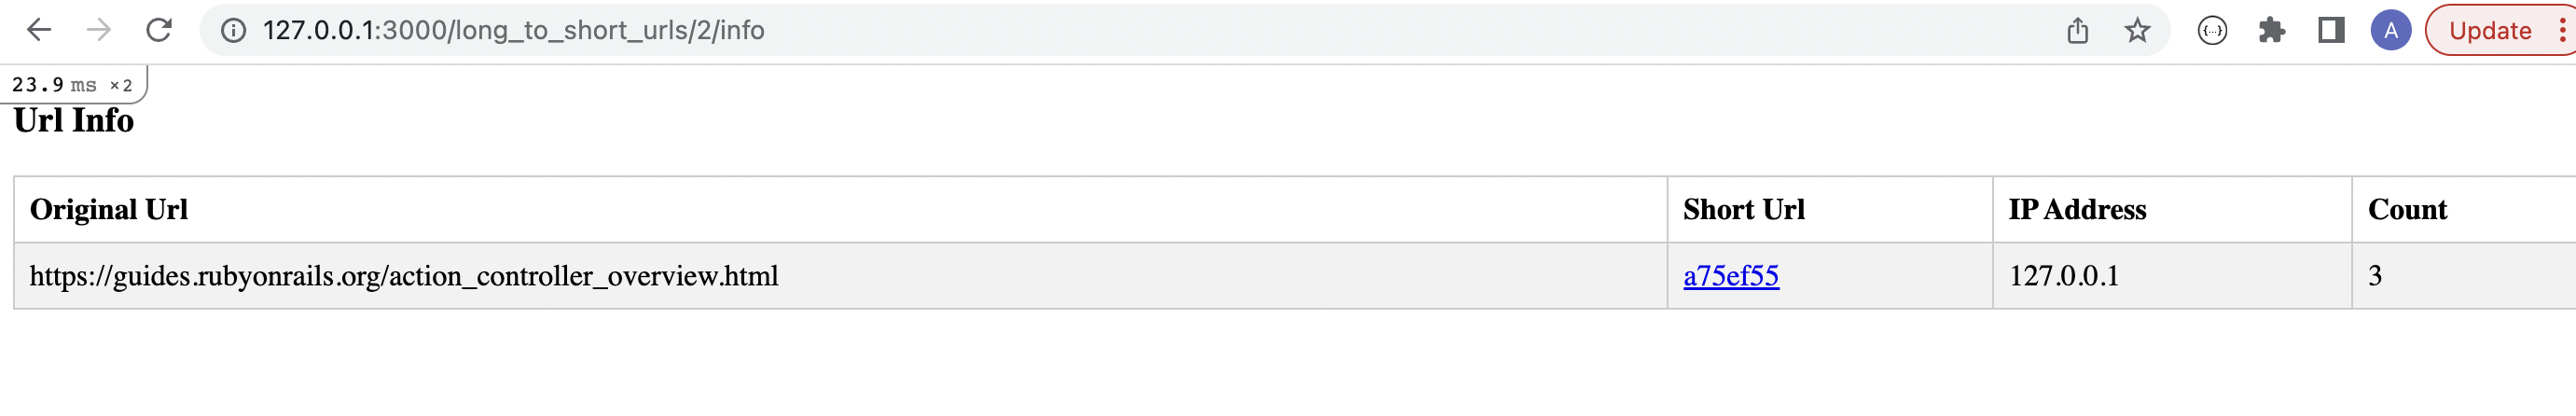 127.0.0.1:3000/long_to_short_urls/2/info
{...}
A
Update
23.9 ms ×2
Url Info
Original Url Short Url IP Address Count
https://guides.rubyonrails.org/action_controller_overview.html a75ef55 127.0.0.1 3